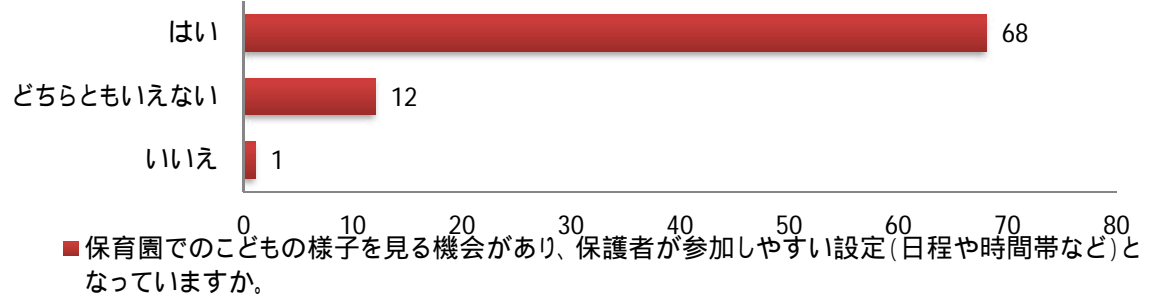 はい 68
どちらともいえない 12
いいえ 1
0 10 20 30 40 50 60 70 80
保育園でのこどもの様子を見る機会があり、保護者が参加しやすい設定(日程や時間帯など)と
なっていますか。